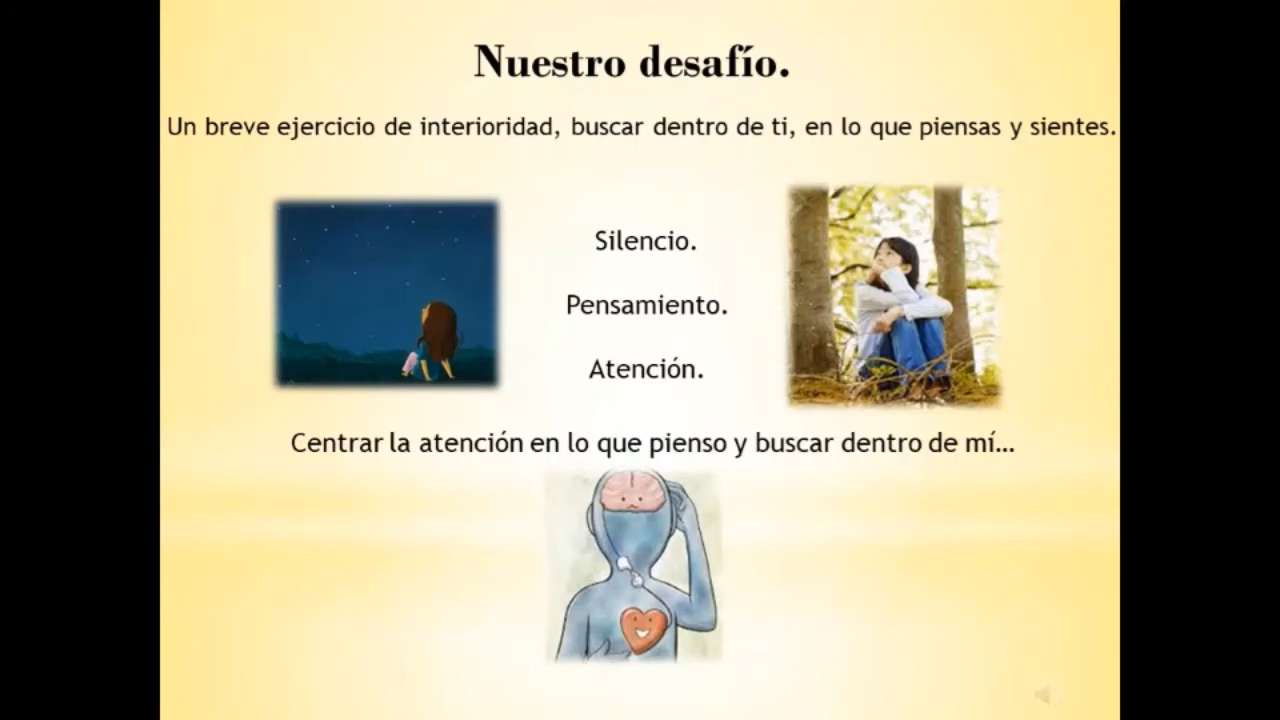 Nuestro desafío.
Un breve ejercicio de interioridad, buscar dentro de ti, en lo que piensas y sientes.
Silencio.
Pensamiento.
Atención.
Centrar la atención en lo que pienso y buscar dentro de mí...